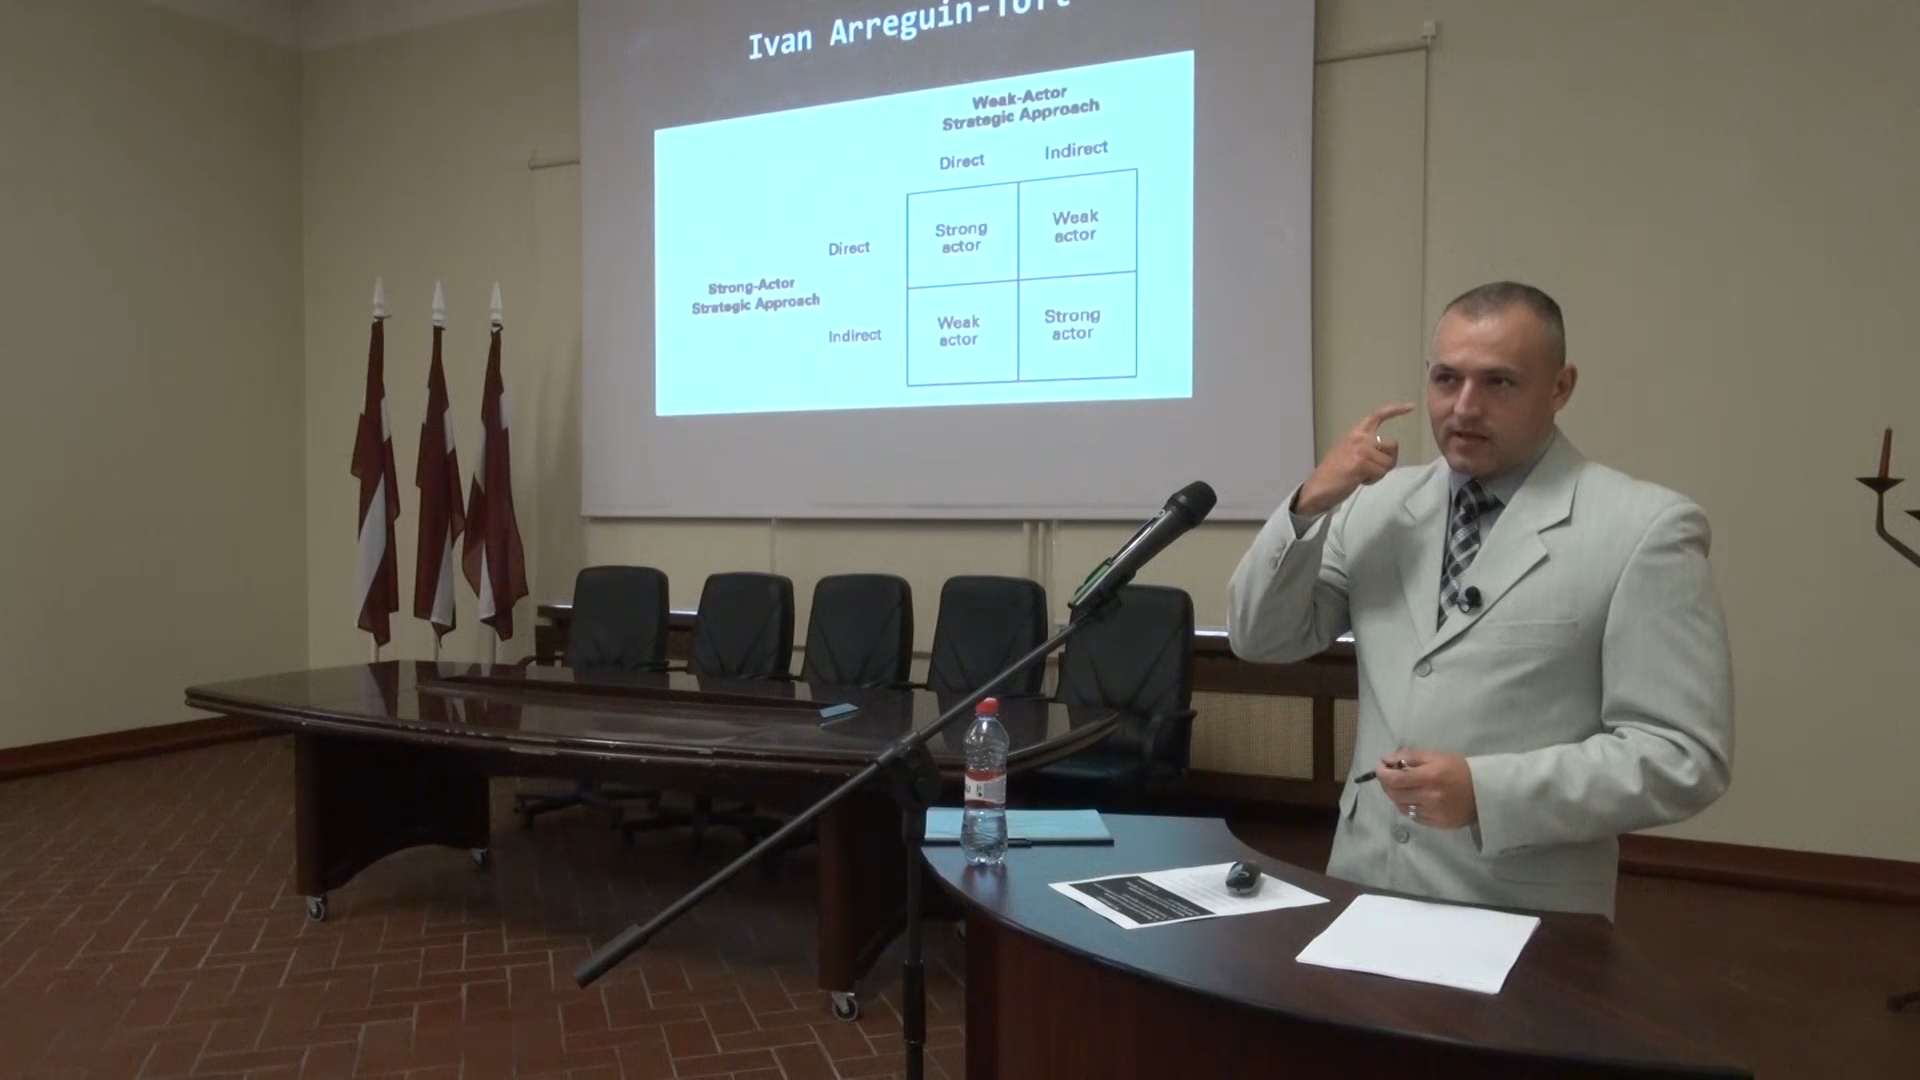 Ivan Arreguin-Toft
Weak-Actor
Strategic Approach
Direct
Indirect
Strong
actor
Weak
actor
Direct
Strong-Actor
Strategic Approach
Indirect
Weak
actor
Strong
actor